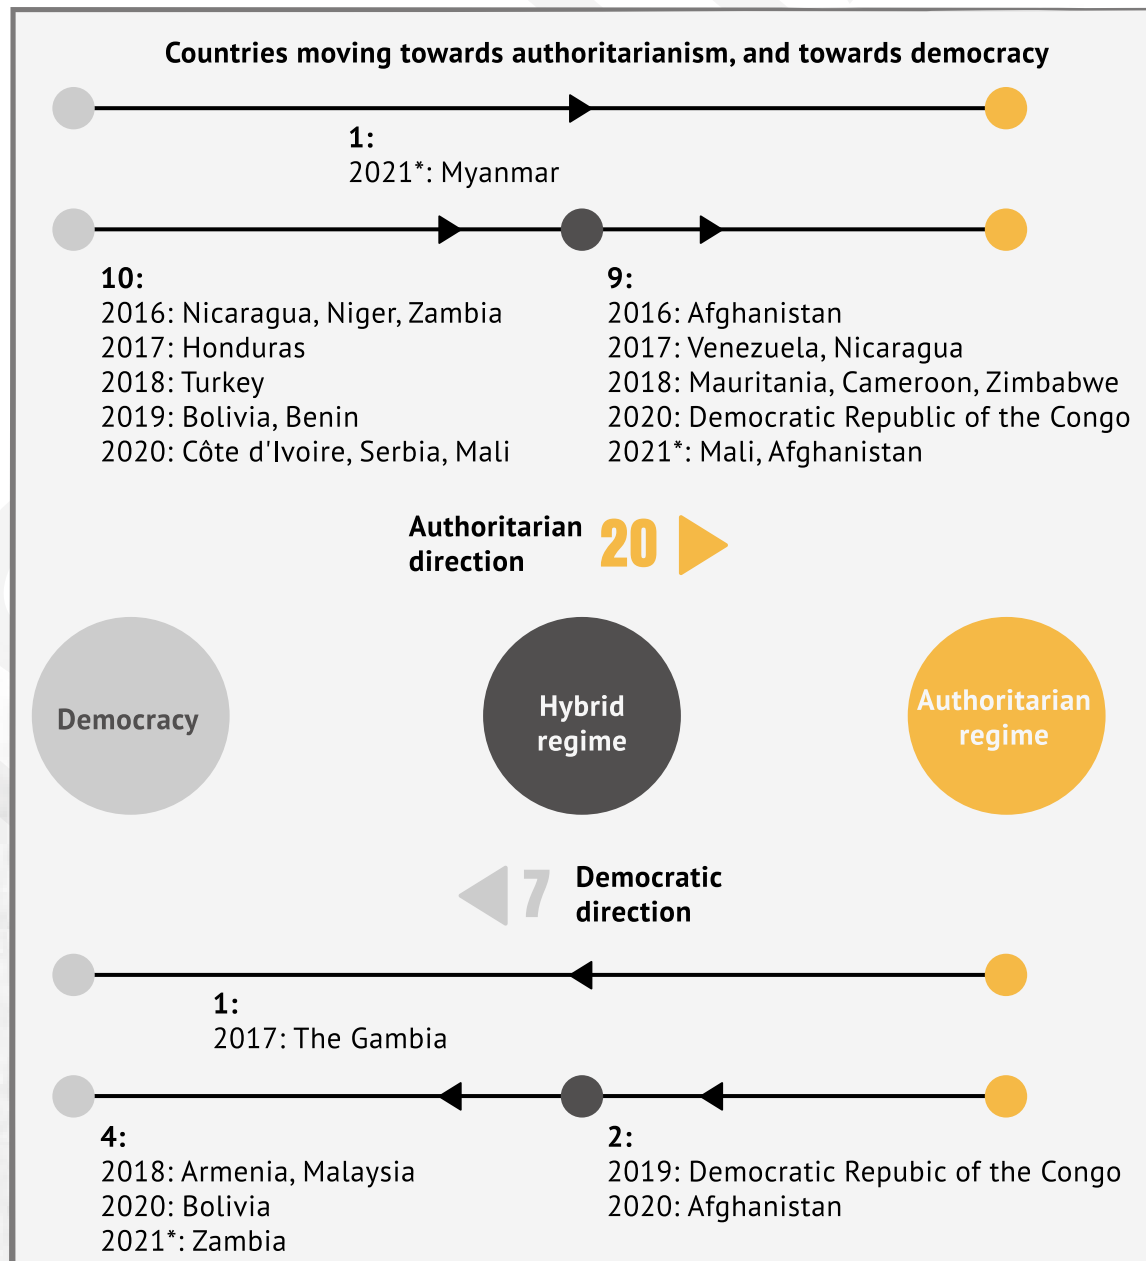 Countries moving towards authoritarianism, and towards democracy
1:
2021*: Myanmar
10:
2016: Nicaragua, Niger, Zambia
2017: Honduras
2018: Turkey
2019: Bolivia, Benin
2020: Côte d'Ivoire, Serbia, Mali
9:
2016: Afghanistan
2017: Venezuela, Nicaragua
2018: Mauritania, Cameroon, Zimbabwe
2020: Democratic Republic of the Congo
2021*: Mali, Afghanistan
Authoritarian
direction
20
Democracy
Hybrid
regime
Authoritarian
regime
7
Democratic
direction
1:
2017: The Gambia
4:
2018: Armenia, Malaysia
2020: Bolivia
2021*: Zambia
2:
2019: Democratic Repubic of the Congo
2020: Afghanistan